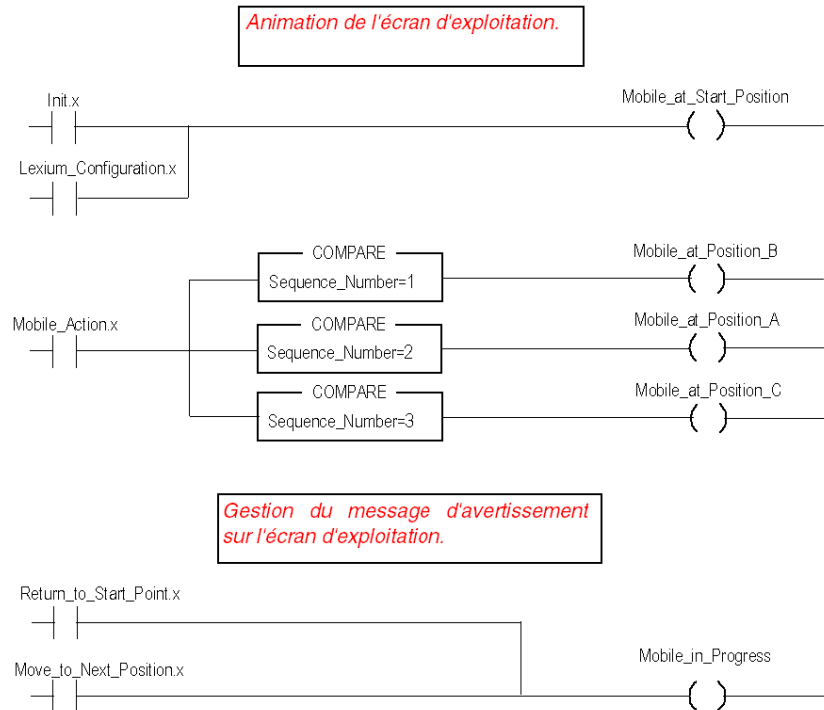 Animation de l'écran d'exploitation.
Init.x
Mobile_at_Start_Position
Lexium_Configuration.x
COMPARE
Sequence_Number=1
Mobile_at_Position_B
Mobile_Action.x
COMPARE
Sequence_Number=2
Mobile_at_Position_A
COMPARE
Sequence_Number=3
Mobile_at_Position_C
Gestion du message d'avertissement
sur l'écran d'exploitation.
Return_to_Start_Point.x
Move_to_Next_Position.x
Mobile_in_Progress